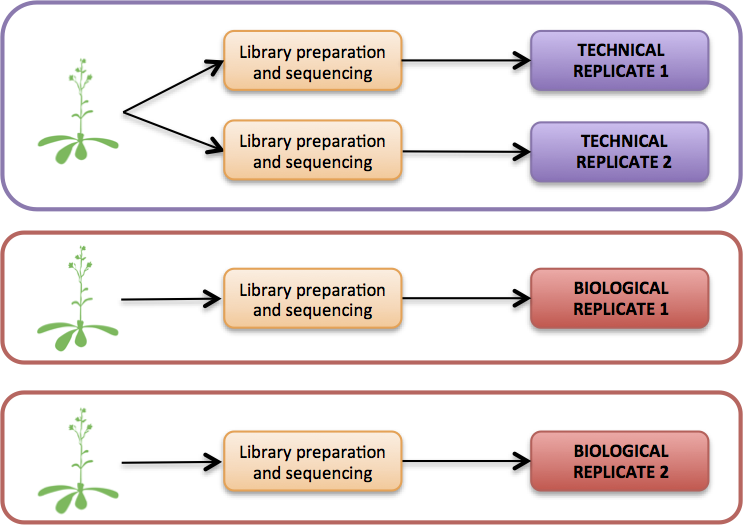 Library preparation
and sequencing
TECHNICAL
REPLICATE 1
Library preparation
and sequencing
TECHNICAL
REPLICATE 2
Library preparation
and sequencing
BIOLOGICAL
REPLICATE 1
Library preparation
and sequencing
BIOLOGICAL
REPLICATE 2